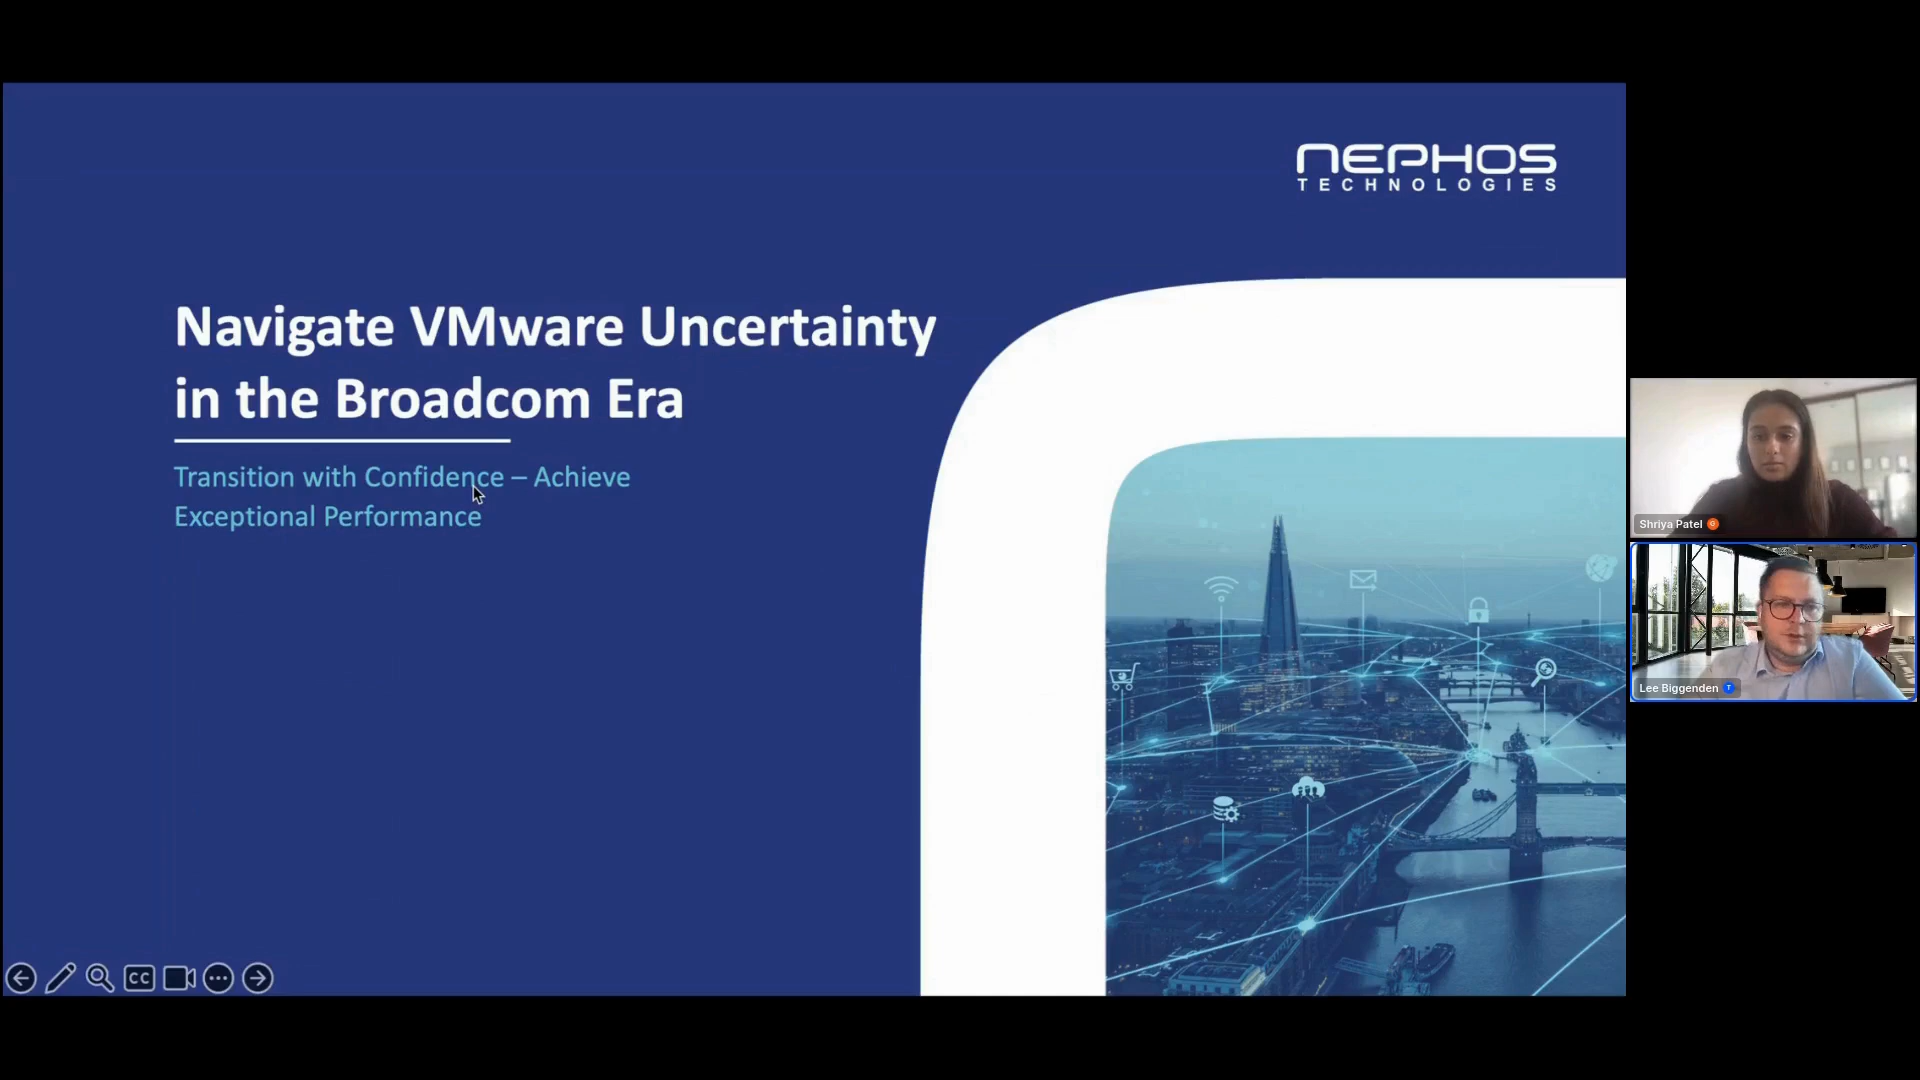 NEPHOS
TECHNOLOGIES
Navigate VMware Uncertainty
in the Broadcom Era
Transition with Confidence – Achieve
Exceptional Performance
Shriya Patel
Lee Biggenden
CC